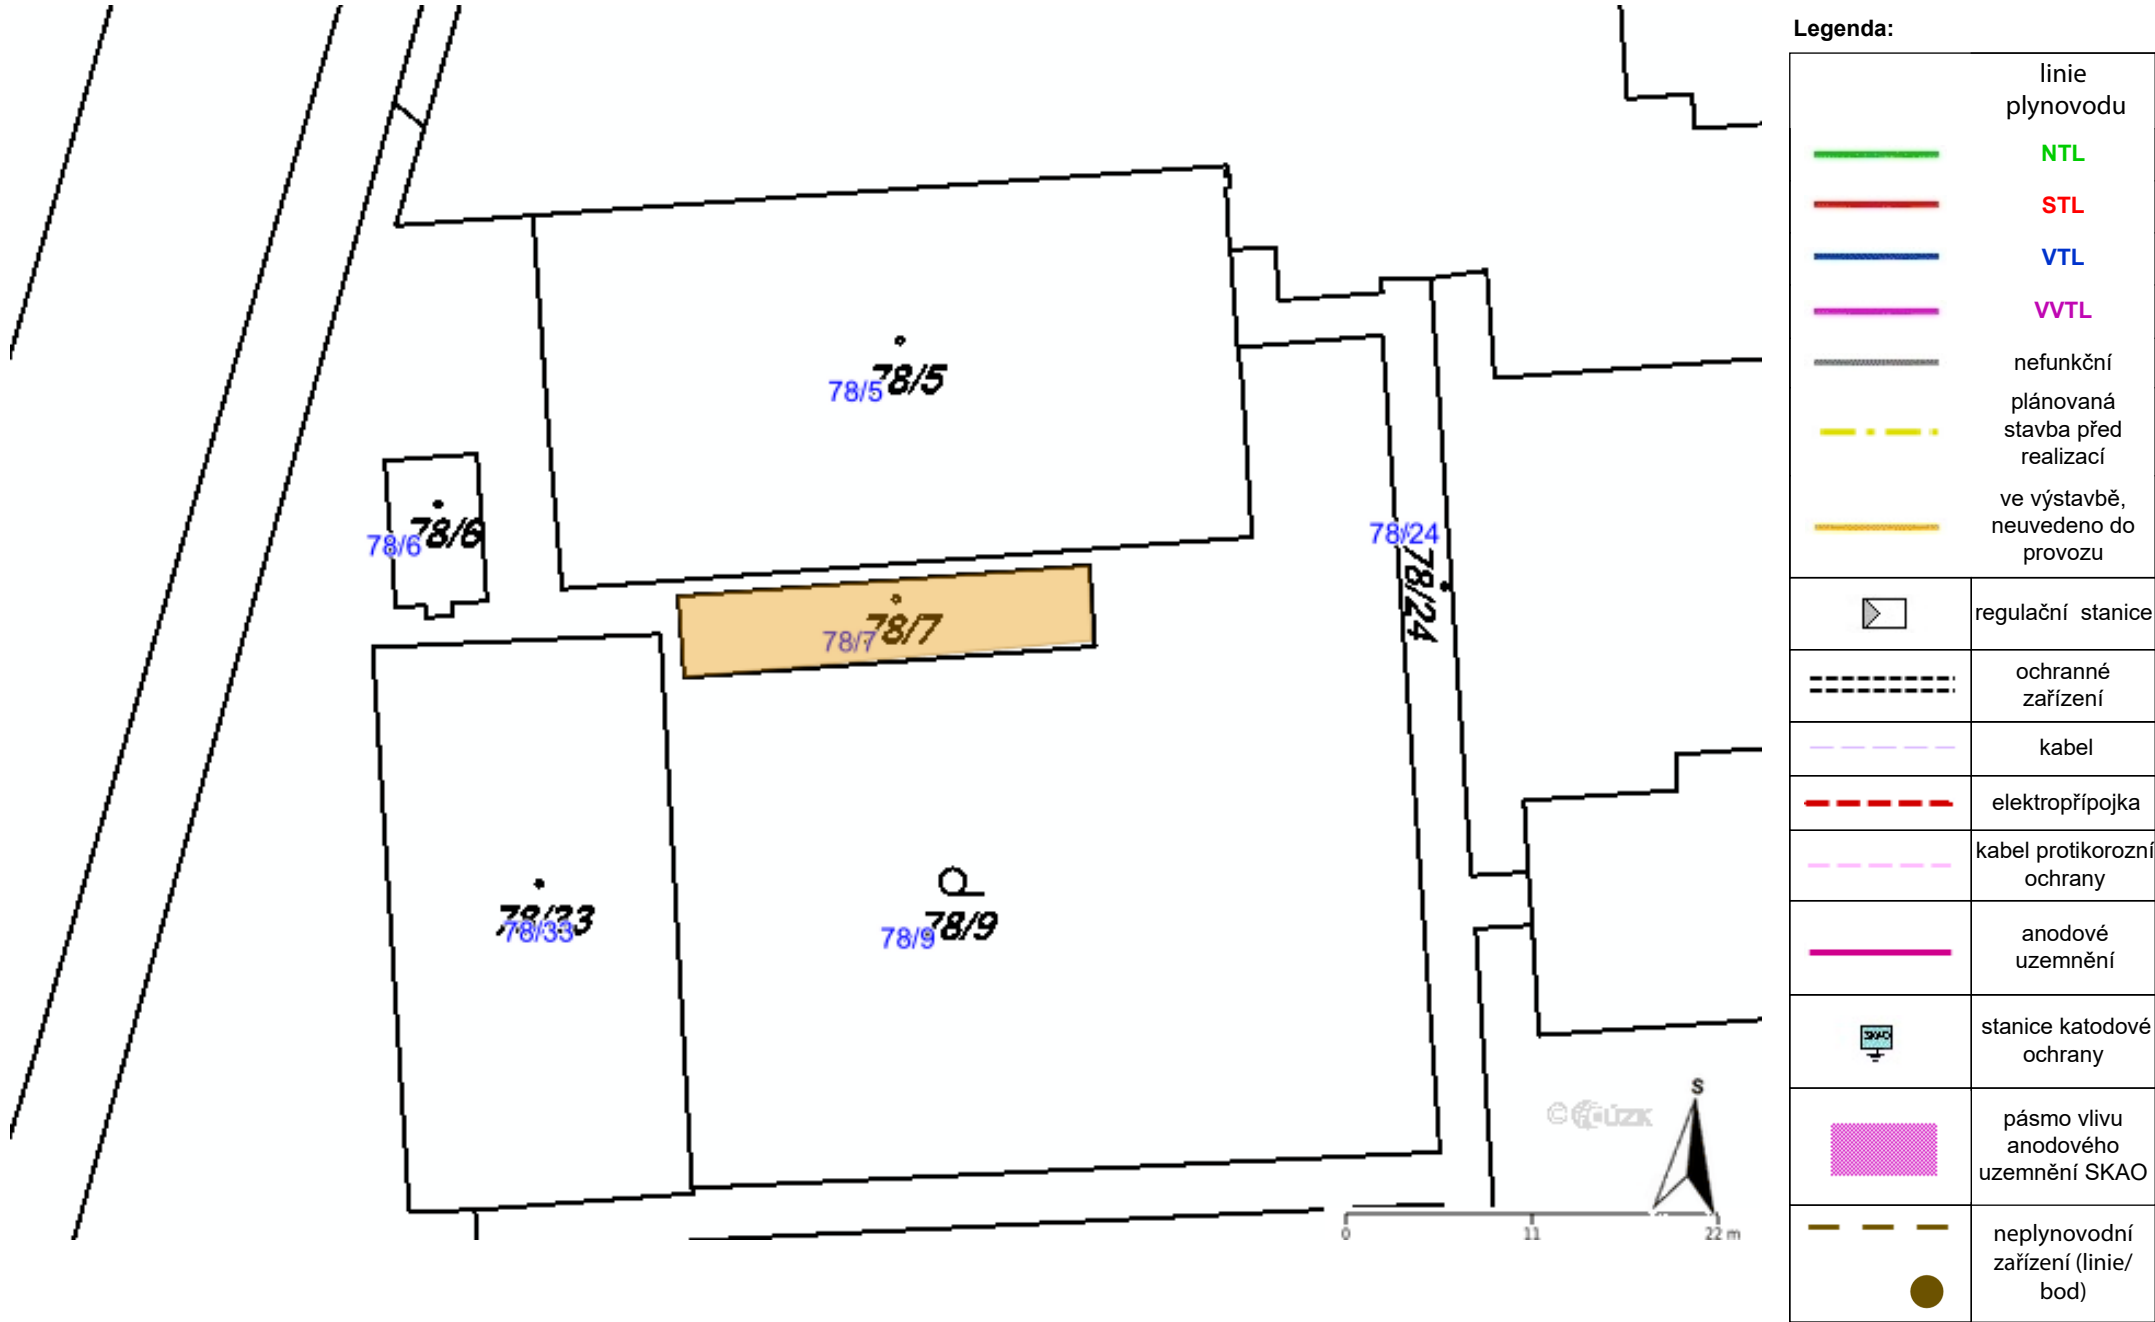 Legenda:
linie
plynovodu
NTL
STL
VTL
VVTL
nefunkční
plánovaná
stavba před
realizací
ve výstavbě,
neuvedeno do
provozu
regulační stanice
ochranné
zařízení
kabel
elektropřípojka
kabel protikorozní
ochrany
anodové
uzemnění
SKAO
stanice katodové
ochrany
pásmo vlivu
anodového
uzemnění SKAO
neplynovodní
zařízení (linie/
bod)
78/5
78/5
78/6
78/6
78/24
78/24
78/7
78/7
78/33
78/33
78/9
78/9
© ČÚZK
S
0 11 22 m